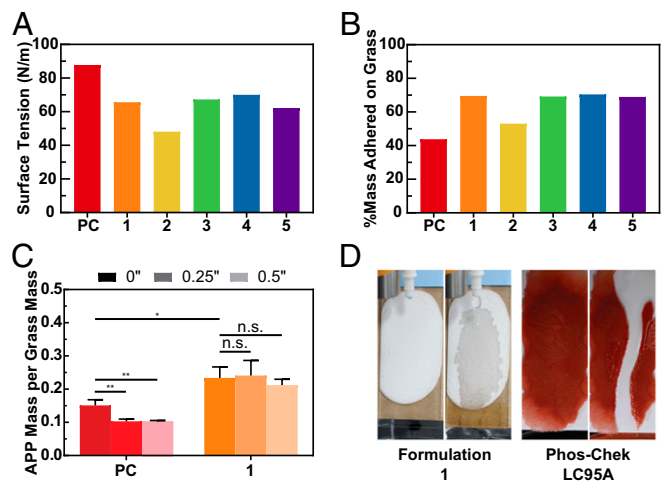 A
Surface Tension (N/m)
100
80
60
40
20
0
PC 1 2 3 4 5
B
%Mass Adhered on Grass
100
80
60
40
20
0
PC 1 2 3 4 5
C
0" 0.25" 0.5"
APP Mass per Grass Mass
0.5
0.4
0.3
0.2
0.1
0.0
*
n.s.
n.s.
**
**
PC 1
D
Formulation
1
Phos-Chek
LC95A